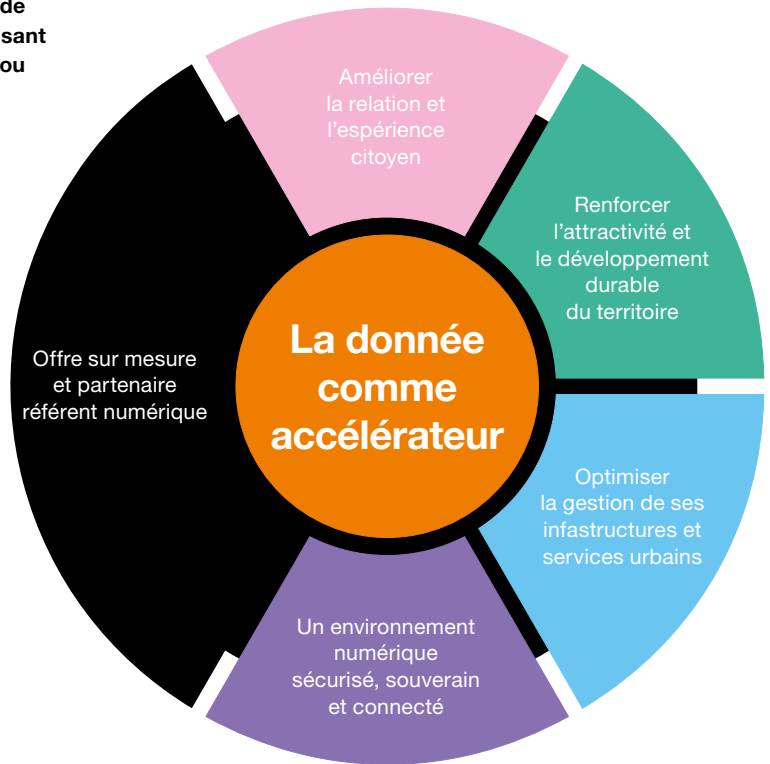 de
sant
ou
Améliorer
la relation et
l’espérience
citoyen
Renforcer
l’attractivité et
le développement
durable
du territoire
La donnée
comme
accélérateur
Offre sur mesure
et partenaire
référent numérique
Optimiser
la gestion de ses
infastructures et
services urbains
Un environnement
numérique
sécurisé, souverain
et connecté